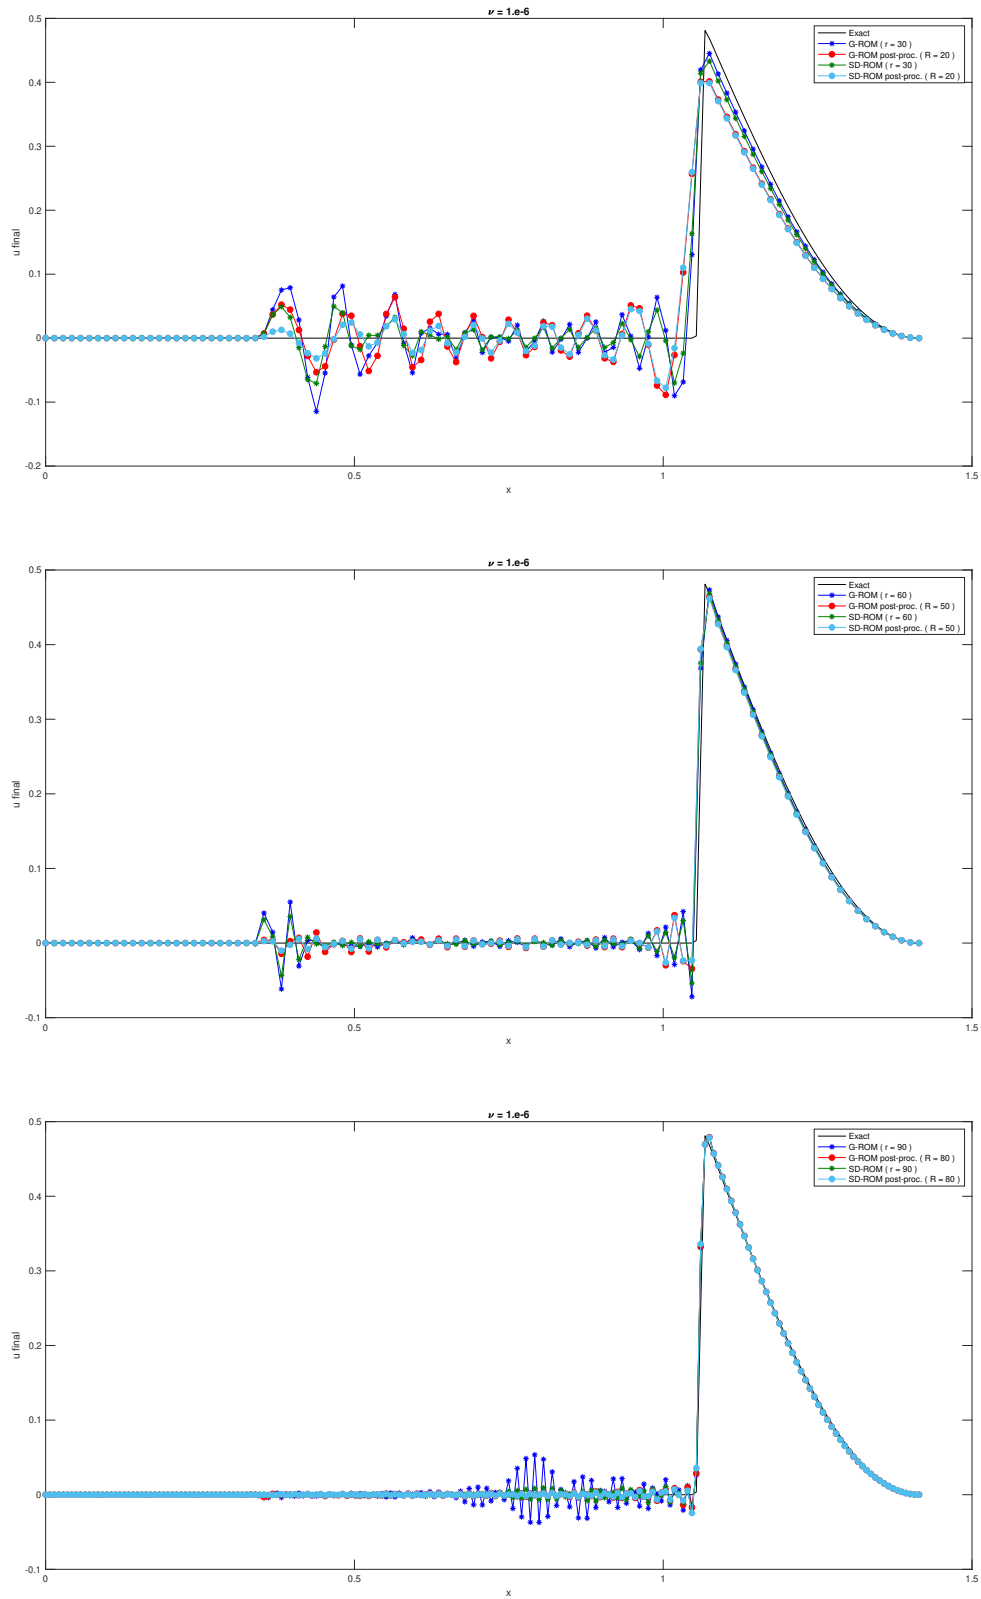 ν = 1.e-6
0.5
Exact
G-ROM ( r = 30 )
G-ROM post-proc. ( R = 20 )
SD-ROM ( r = 30 )
SD-ROM post-proc. ( R = 20 )
0.4
0.3
0.2
u final
0.1
0
-0.1
-0.2
0
0.5
1
1.5
x
ν = 1.e-6
0.5
Exact
G-ROM ( r = 60 )
G-ROM post-proc. ( R = 50 )
SD-ROM ( r = 60 )
SD-ROM post-proc. ( R = 50 )
0.4
0.3
u final
0.2
0.1
0
-0.1
0
0.5
1
1.5
x
ν = 1.e-6
0.5
Exact
G-ROM ( r = 90 )
G-ROM post-proc. ( R = 80 )
SD-ROM ( r = 90 )
SD-ROM post-proc. ( R = 80 )
0.4
0.3
u final
0.2
0.1
0
-0.1
0
0.5
1
1.5
x